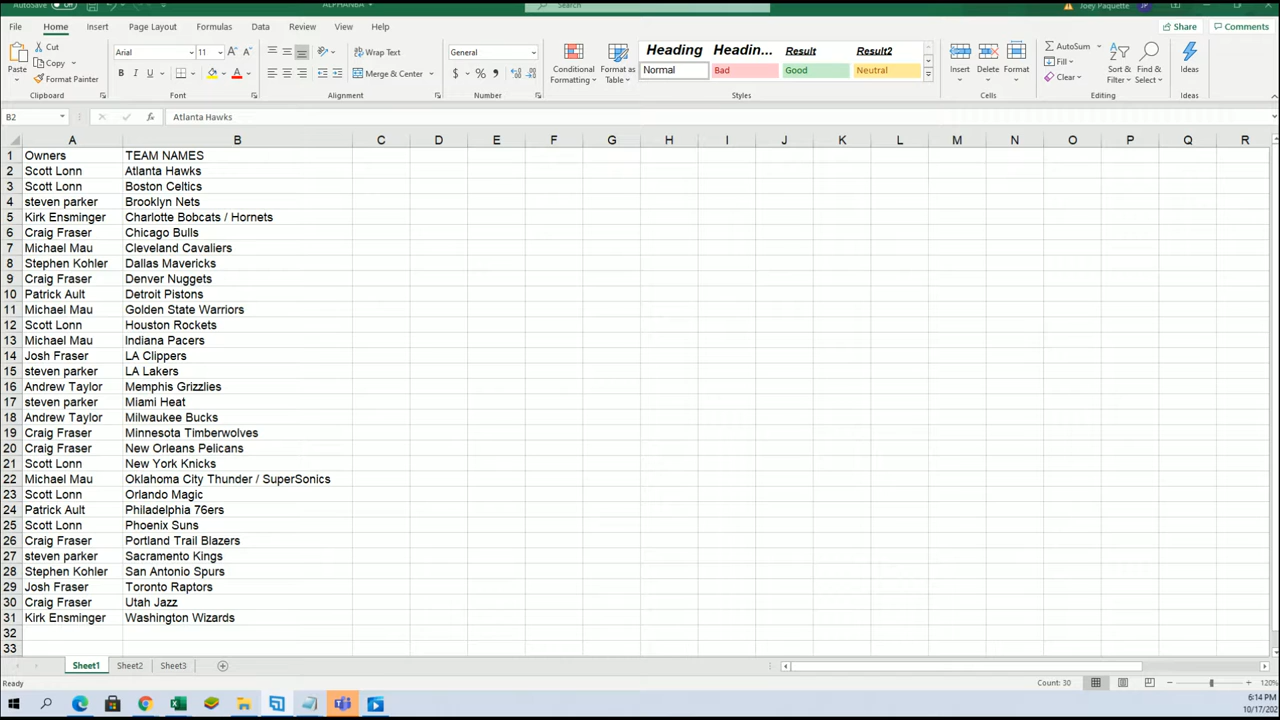 AutoSave Off ALPHANBA Search Joey Paquette JP
File Home Insert Page Layout Formulas Data Review View Help Share Comments
Paste Cut Copy Format Painter Clipboard
Arial 11 A A B I U A Font
Wrap Text Merge & Center Alignment
General $ % Number
Conditional Formatting Format as Table Heading Headin... Result Result2
Normal Bad Good Neutral Styles
Insert Delete Format Cells
AutoSum Fill Clear Sort & Filter Find & Select Editing
Ideas Ideas
B2 fx Atlanta Hawks
A B C D E F G H I J K L M N O P Q R
1 Owners TEAM NAMES
2 Scott Lonn Atlanta Hawks
3 Scott Lonn Boston Celtics
4 steven parker Brooklyn Nets
5 Kirk Ensminger Charlotte Bobcats / Hornets
6 Craig Fraser Chicago Bulls
7 Michael Mau Cleveland Cavaliers
8 Stephen Kohler Dallas Mavericks
9 Craig Fraser Denver Nuggets
10 Patrick Ault Detroit Pistons
11 Michael Mau Golden State Warriors
12 Scott Lonn Houston Rockets
13 Michael Mau Indiana Pacers
14 Josh Fraser LA Clippers
15 steven parker LA Lakers
16 Andrew Taylor Memphis Grizzlies
17 steven parker Miami Heat
18 Andrew Taylor Milwaukee Bucks
19 Craig Fraser Minnesota Timberwolves
20 Craig Fraser New Orleans Pelicans
21 Scott Lonn New York Knicks
22 Michael Mau Oklahoma City Thunder / SuperSonics
23 Scott Lonn Orlando Magic
24 Patrick Ault Philadelphia 76ers
25 Scott Lonn Phoenix Suns
26 Craig Fraser Portland Trail Blazers
27 steven parker Sacramento Kings
28 Stephen Kohler San Antonio Spurs
29 Josh Fraser Toronto Raptors
30 Craig Fraser Utah Jazz
31 Kirk Ensminger Washington Wizards
32
33
Sheet1 Sheet2 Sheet3
Ready Count: 30 120%
6:14 PM
10/17/202